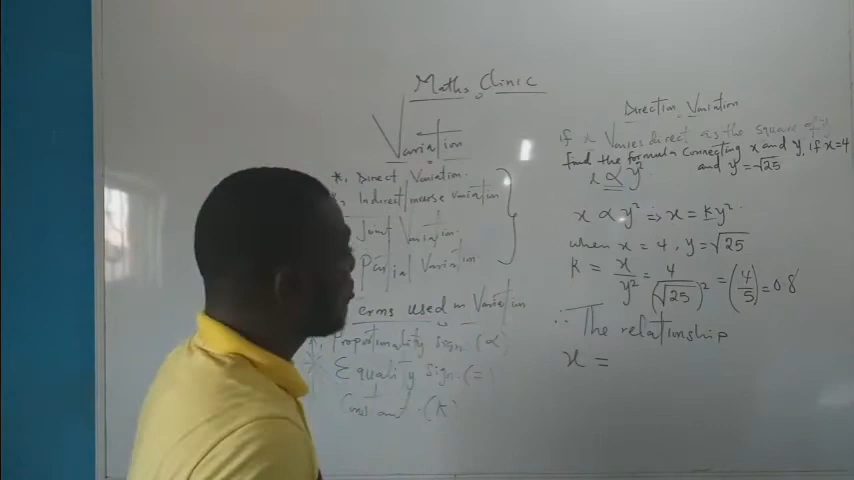 Maths Clinic
Variation
*. Direct Variation.
*. Indirect/inverse variation
Joint Variation.
Partial Variation.
Terms used in Variation
Proportionality sign (∝)
Equality sign (=)
Constant (K)
Direction Variation
If x Varies direct as the square of y
find the formula connecting x and y, if x=4
and y = √25
x ∝ y²
x ∝ y² ⇒ x = ky²
when x = 4, y = √25
K = x/y² = 4/(√25)² = (4/5) = 0.8
∴ The relationship
x =